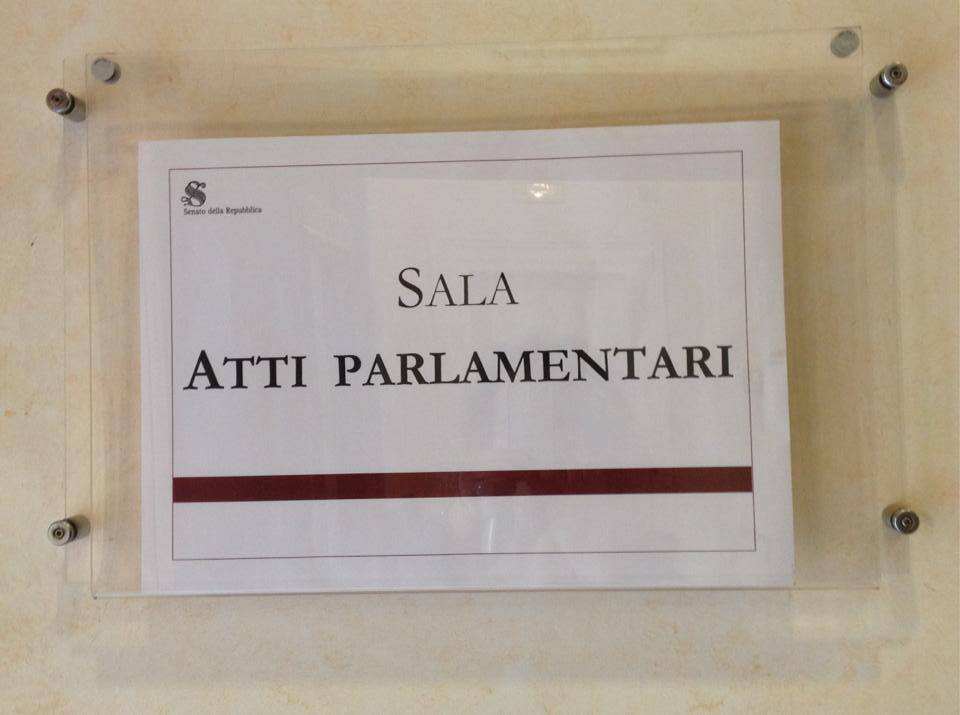 Senato della Repubblica
SALA
ATTI PARLAMENTARI